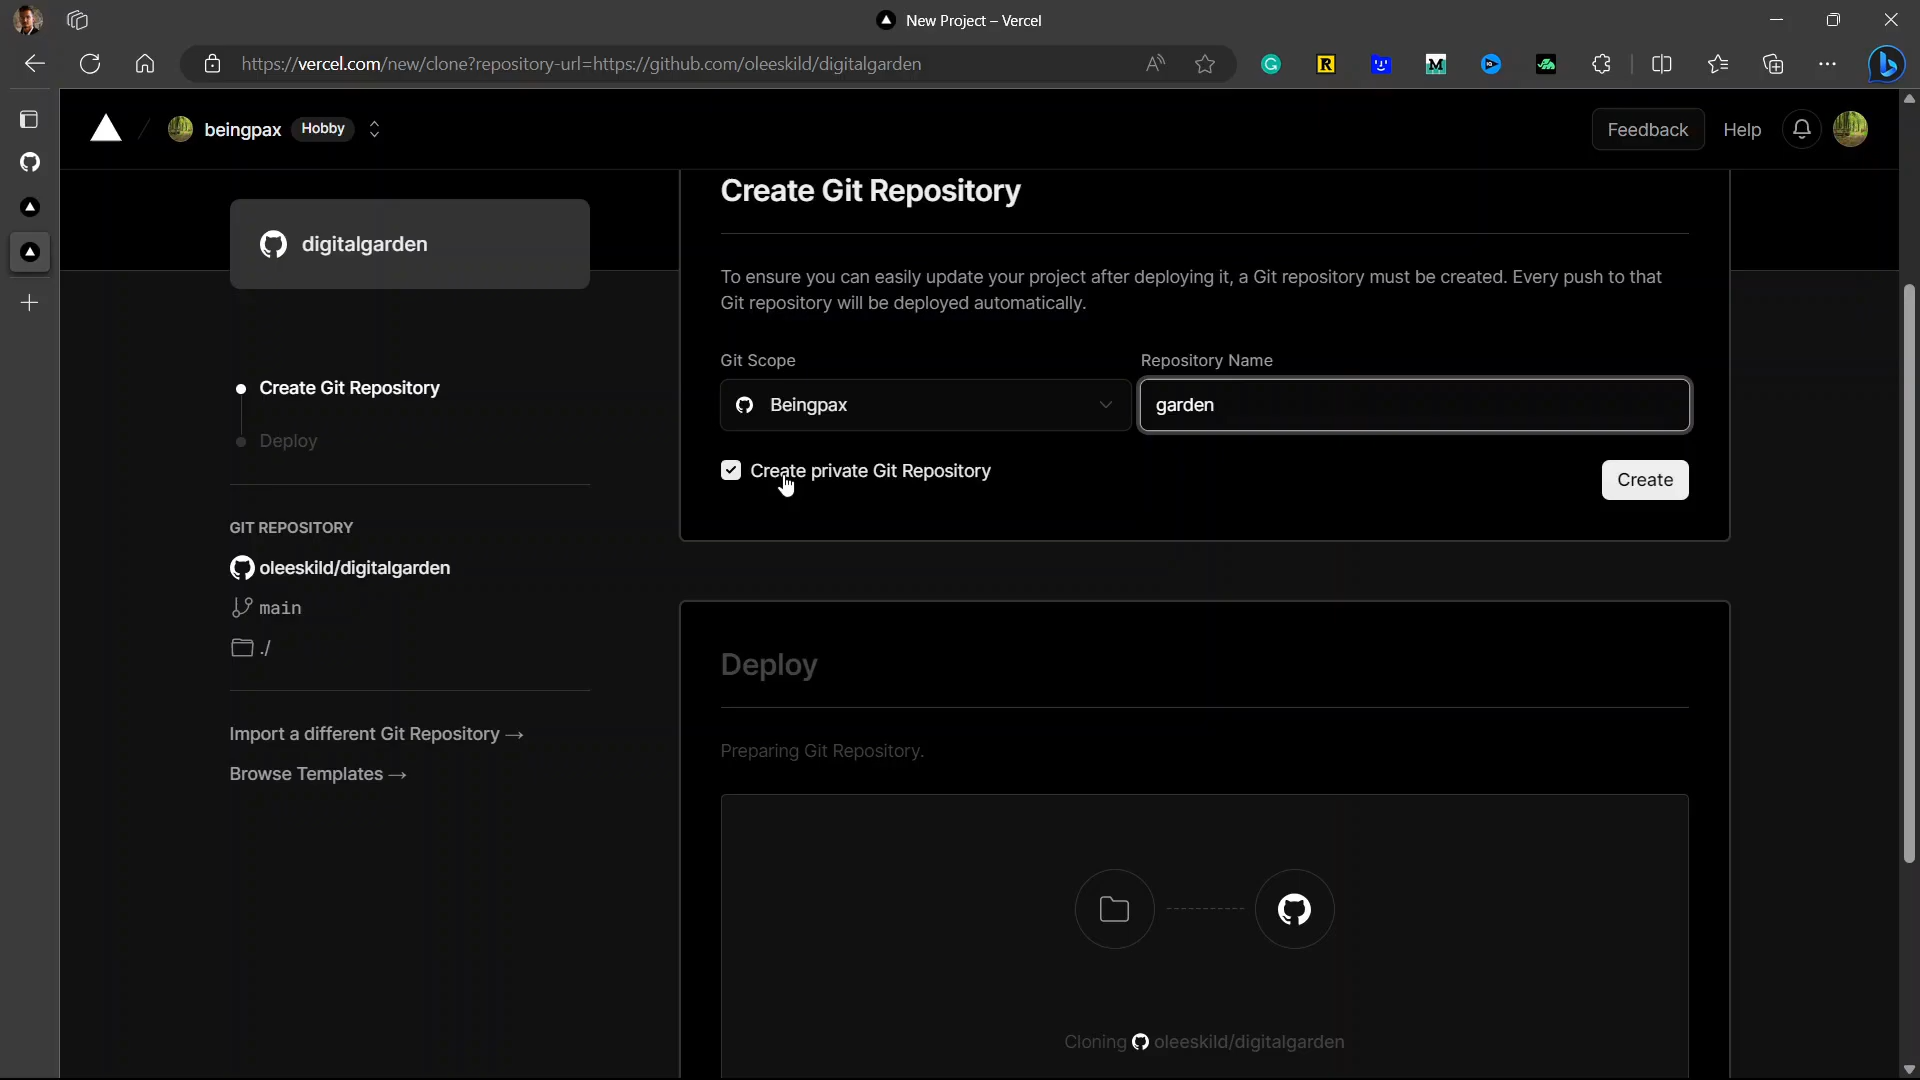 New Project – Vercel
https://vercel.com/new/clone?repository-url=https://github.com/oleeskild/digitalgarden
beingpax Hobby
Feedback Help
digitalgarden
Create Git Repository
Deploy
GIT REPOSITORY
oleeskild/digitalgarden
main
./
Import a different Git Repository →
Browse Templates →
Create Git Repository
To ensure you can easily update your project after deploying it, a Git repository must be created. Every push to that
Git repository will be deployed automatically.
Git Scope
Beingpax
Repository Name
garden
Create private Git Repository
Create
Deploy
Preparing Git Repository.
Cloning oleeskild/digitalgarden